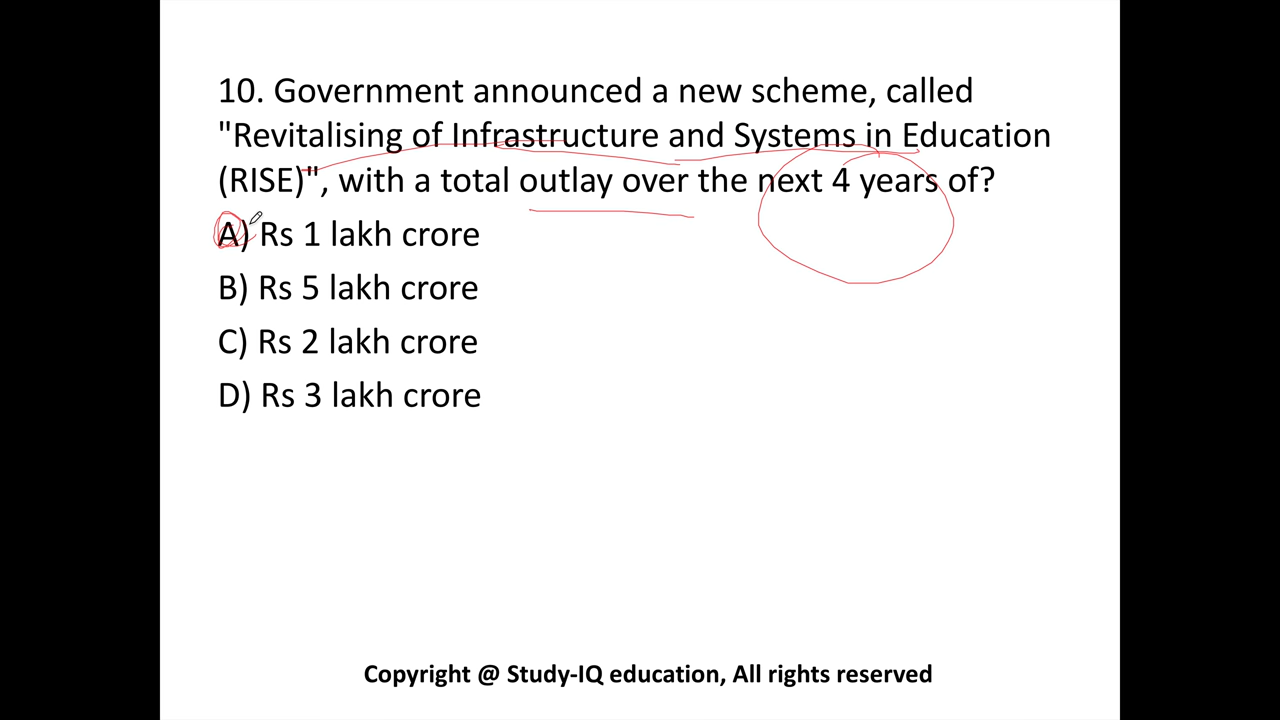 10. Government announced a new scheme, called
"Revitalising of Infrastructure and Systems in Education
(RISE)", with a total outlay over the next 4 years of?
A) Rs 1 lakh crore
B) Rs 5 lakh crore
C) Rs 2 lakh crore
D) Rs 3 lakh crore
Copyright @ Study-IQ education, All rights reserved